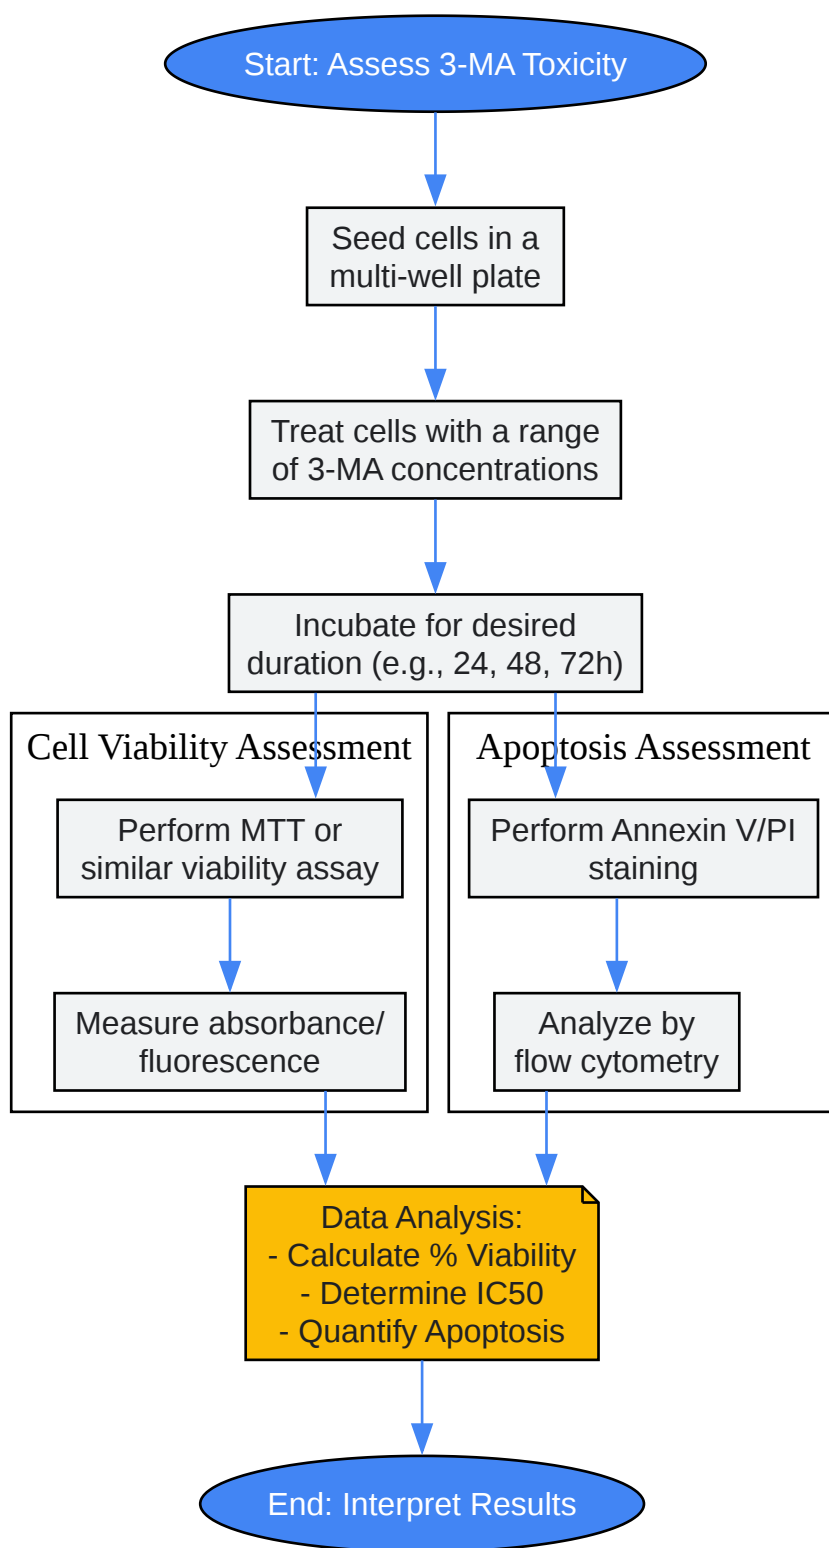 Start: Assess 3-MA Toxicity
Seed cells in a
multi-well plate
Treat cells with a range
of 3-MA concentrations
Incubate for desired
duration (e.g., 24, 48, 72h)
Cell Viability Assessment
Perform MTT or
similar viability assay
Measure absorbance/
fluorescence
Apoptosis Assessment
Perform Annexin V/PI
staining
Analyze by
flow cytometry
Data Analysis:
- Calculate % Viability
- Determine IC50
- Quantify Apoptosis
End: Interpret Results